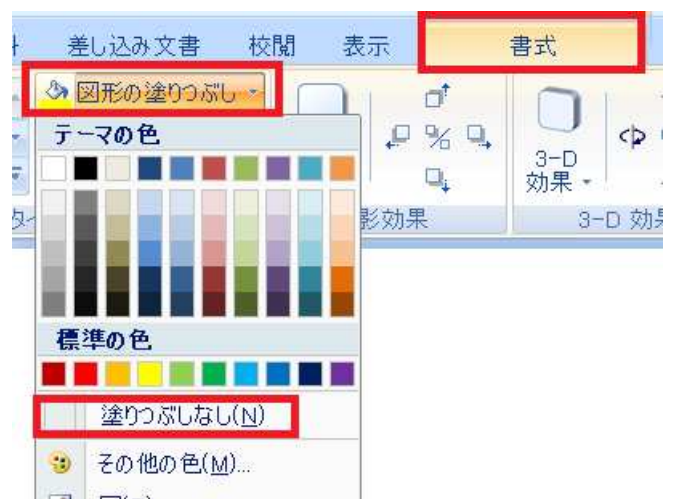 差し込み文書 校閲 表示 書式
図形の塗りつぶし
テーマの色
3-D
効果
影効果 3-D 効果
標準の色
塗りつぶしなし(N)
その他の色(M)...